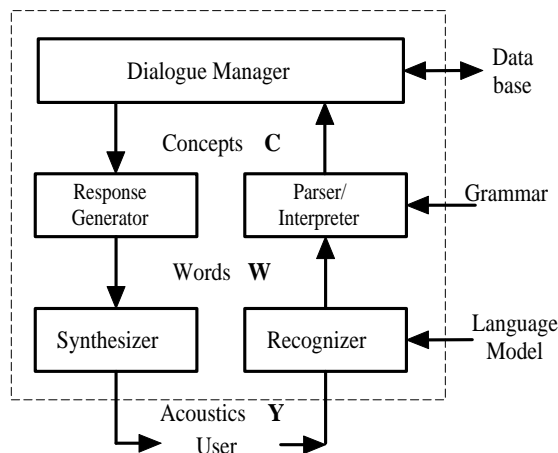 Dialogue Manager
Data
base
Concepts C
Response
Generator
Parser/
Interpreter
Grammar
Words W
Synthesizer
Recognizer
Language
Model
Acoustics Y
User